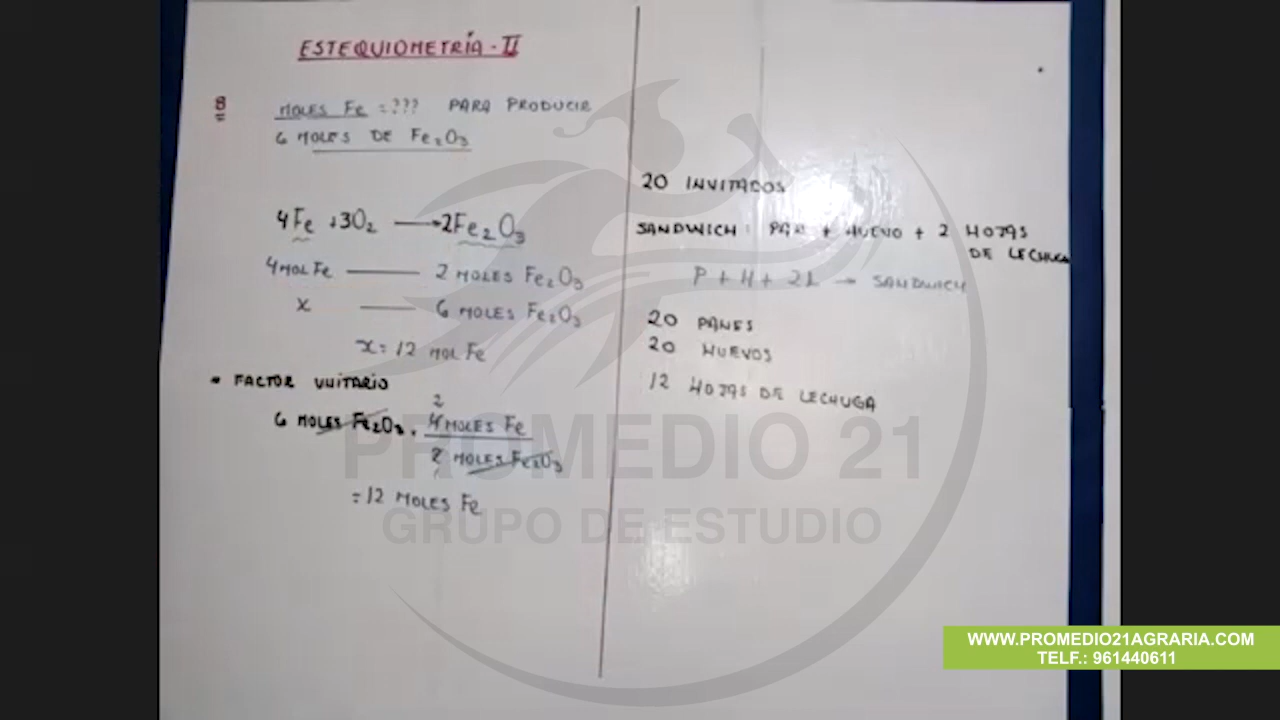 ESTEQUIOMETRÍA - II
8
MOLES Fe = ??? PARA PRODUCIR
6 MOLES DE Fe₂O₃
4Fe + 3O₂ → 2Fe₂O₃
4 MOL Fe —— 2 MOLES Fe₂O₃
x —— 6 MOLES Fe₂O₃
x = 12 MOL Fe
* FACTOR UNITARIO
2
6 MOLES Fe₂O₃ . 4 MOLES Fe
2 MOLES Fe₂O₃
= 12 MOLES Fe
20 INVITADOS
SANDWICH : PAN + HUEVO + 2 HOJAS
DE LECHUGA
P + H + 2L → SANDWICH
20 PANES
20 HUEVOS
12 HOJAS DE LECHUGA
PROMEDIO 21
GRUPO DE ESTUDIO
WWW.PROMEDIO21AGRARIA.COM
TELF.: 961440611